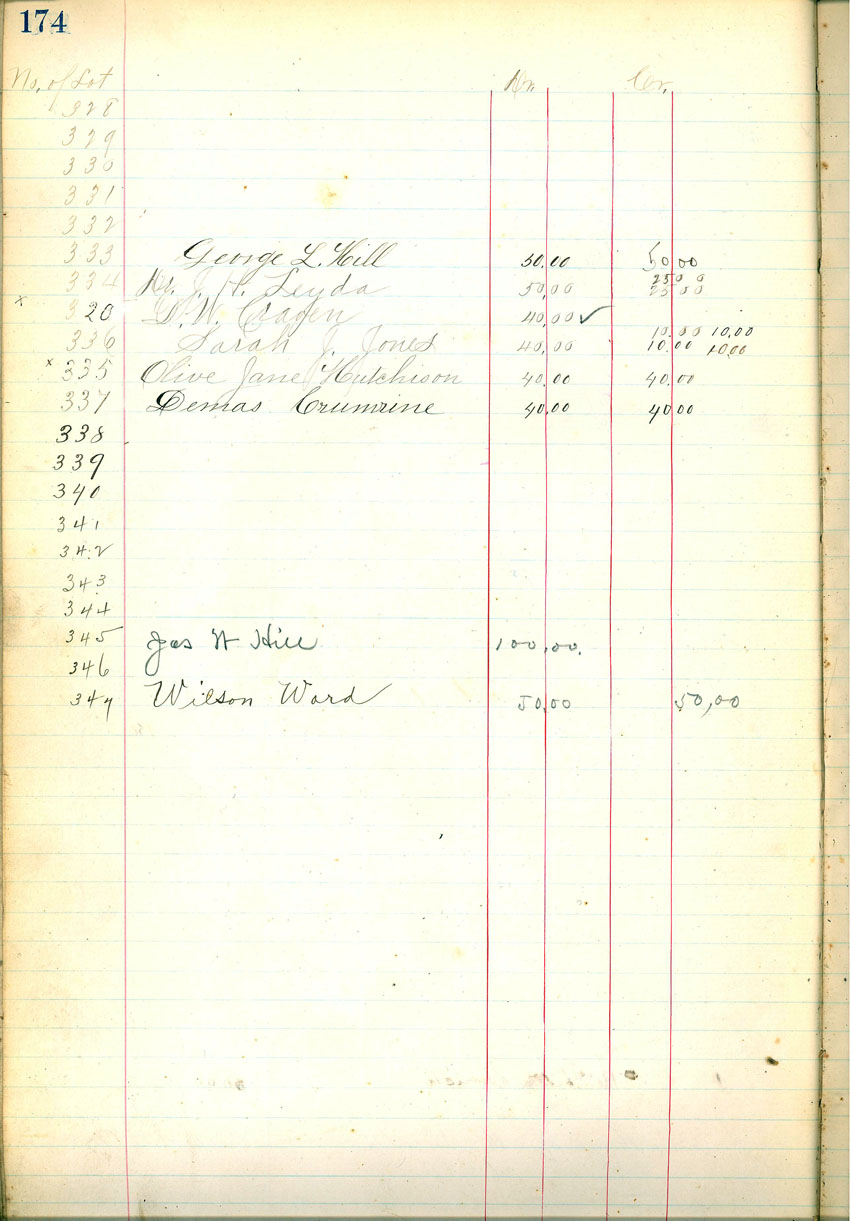 174
No. of Lot Dr. Cr.
328
329
330
331
332
333 George L. Hill 50,00 50 00
25 0 0
334 Dr. J. H. Leyda 50,00 25 00
x 320 D. W. Cragen 40,00 ✓
10.00 10,00
336 Sarah J. Jones 40,00 10.00 10,00
x 335 Olive Jane Hutchison 40,00 40,00
337 Demas Crumrine 40,00 40 00
338
339
340
341
342
343
344
345 Jas W Hill 100,00.
346
347 Wilson Ward 50,00 50,00